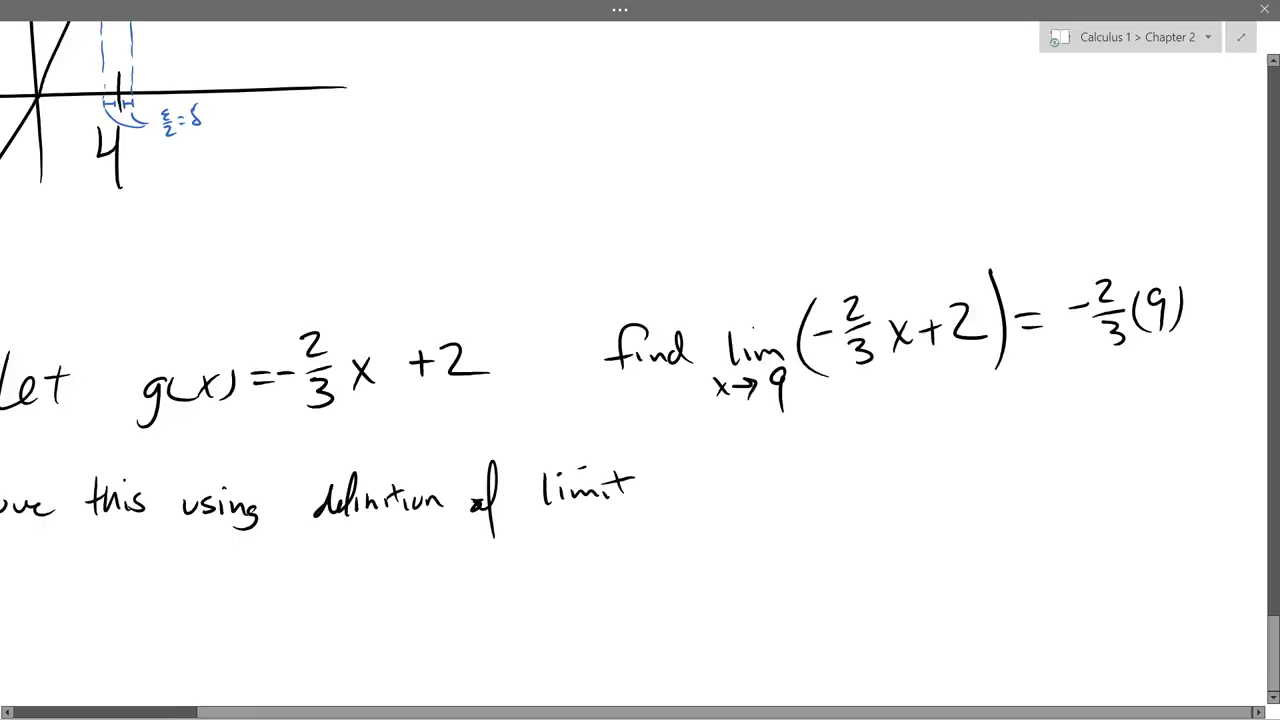 Calculus 1 > Chapter 2
ε/2 = δ
4
Let g(x) = -2/3 x + 2 find lim x→9 (-2/3 x + 2) = -2/3 (9)
ove this using definition of limit